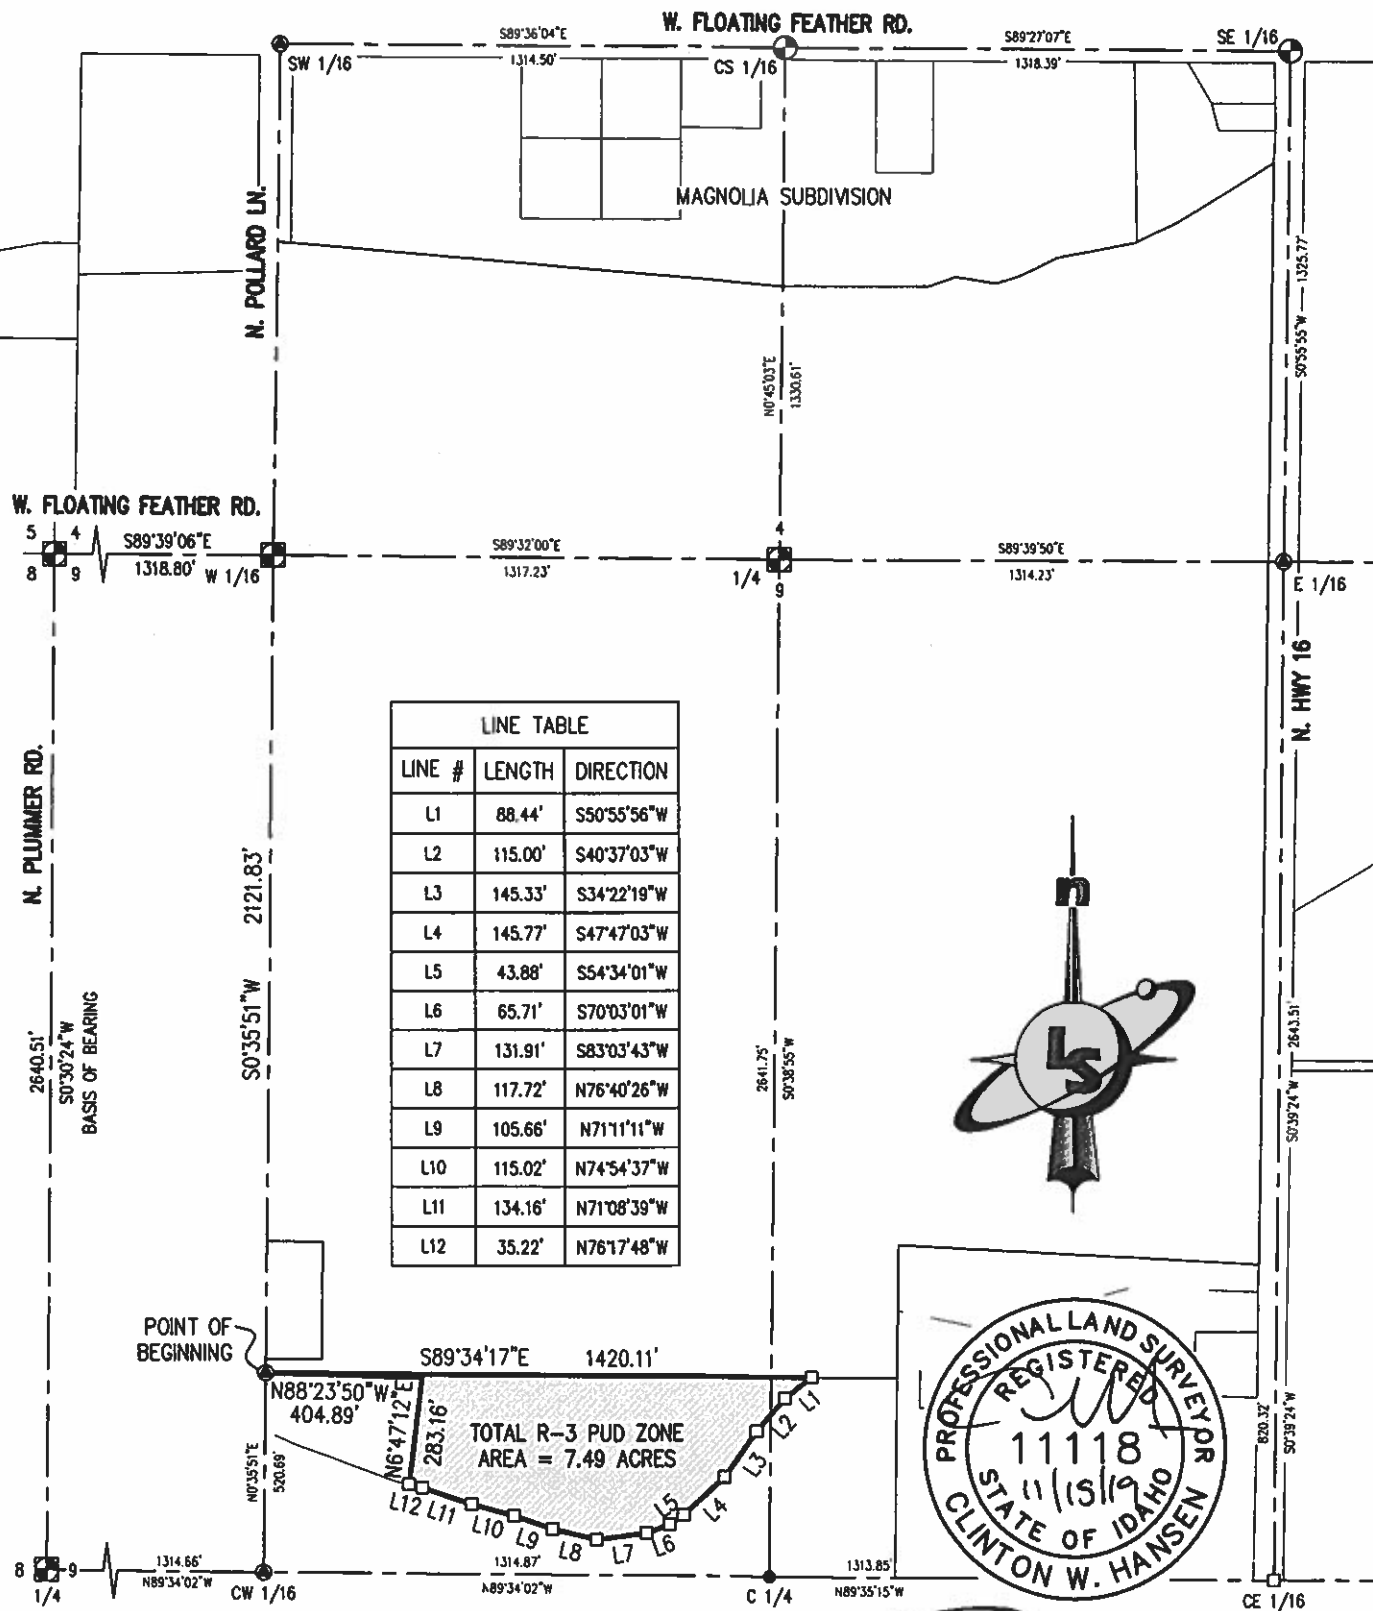 W. FLOATING FEATHER RD.
S89°36'04"E
1314.50'
S89°27'07"E
1318.39'
SE 1/16
SW 1/16
CS 1/16
MAGNOLIA SUBDIVISION
N. POLLARD LN.
N0°45'03"E
1330.61'
S0°55'55"W 1325.77'
W. FLOATING FEATHER RD.
5 4
8 9
S89°39'06"E
1318.80'
W 1/16
S89°32'00"E
1317.23'
4
1/4
9
S89°39'50"E
1314.23'
E 1/16
N. HWY 16
N. PLUMMER RD.
2640.51'
S0°30'24"W
BASIS OF BEARING
S0°35'51"W 2121.83'
LINE TABLE
LINE # LENGTH DIRECTION
L1 88.44' S50°55'56"W
L2 115.00' S40°37'03"W
L3 145.33' S34°22'19"W
L4 145.77' S47°47'03"W
L5 43.88' S54°34'01"W
L6 65.71' S70°03'01"W
L7 131.91' S83°03'43"W
L8 117.72' N76°40'26"W
L9 105.66' N71°11'11"W
L10 115.02' N74°54'37"W
L11 134.16' N71°08'39"W
L12 35.22' N76°17'48"W
2641.75'
S0°38'55"W
n
LS
S0°39'24"W 2643.51'
POINT OF
BEGINNING
S89°34'17"E 1420.11'
N88°23'50"W
404.89'
N6°47'12"E
283.16'
TOTAL R-3 PUD ZONE
AREA = 7.49 ACRES
L1
L2
L3
L4
L5
L6
L7
L8
L9
L10
L11
L12
N0°35'51"E
520.69'
820.32'
S0°39'24"W
PROFESSIONAL LAND SURVEYOR
REGISTERED
11118
11/15/19
STATE OF IDAHO
CLINTON W. HANSEN
8 9
1/4
1314.66'
N89°34'02"W
CW 1/16
1314.87'
N89°34'02"W
C 1/4
1313.85'
N89°35'15"W
CE 1/16